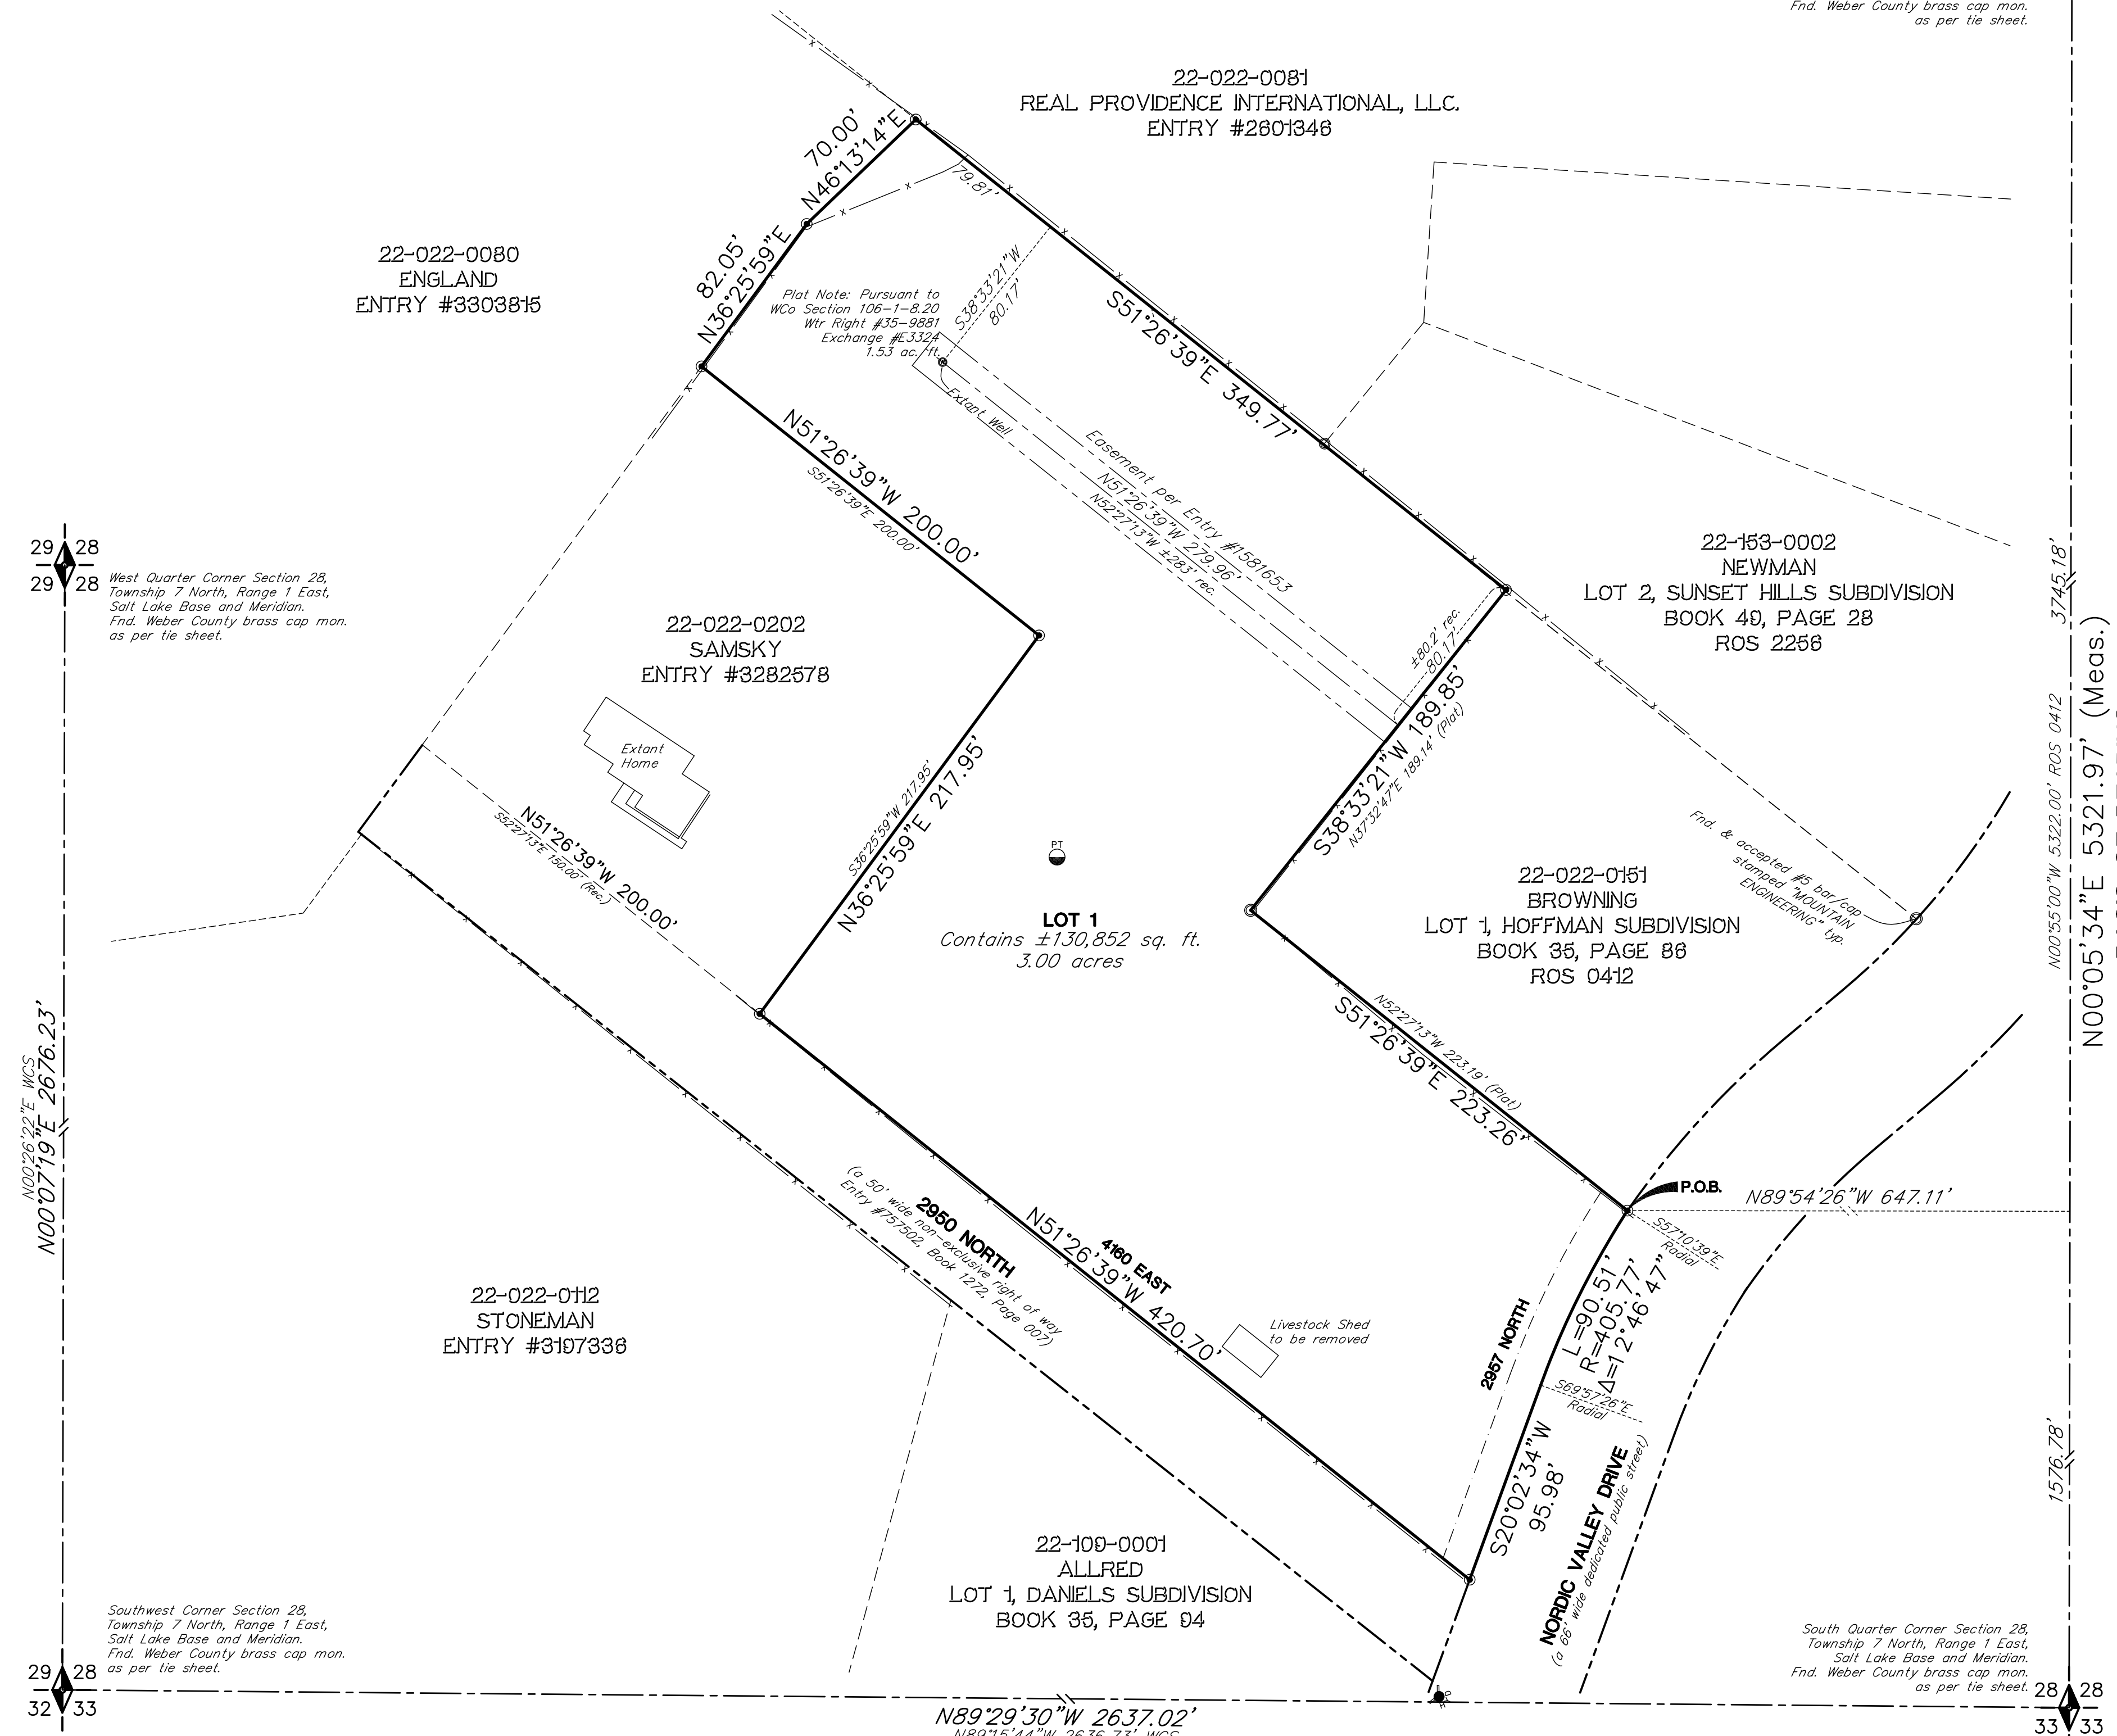 Fnd. Weber County brass cap mon.
as per tie sheet.
22-022-0081
REAL PROVIDENCE INTERNATIONAL, LLC.
ENTRY #2601346
70.00'
N46°13'14"E
79.81'
22-022-0080
ENGLAND
ENTRY #3303815
82.05'
N36°25'59"E
Plat Note: Pursuant to
WCo Section 106-1-8.20
Wtr Right #35-9881
Exchange #E3324
1.53 ac. ft.
S38°33'21"W
80.17'
S51°26'39"E 349.77'
Extant Well
Easement per Entry #1581653
N51°26'39"W 279.96'
N52°27'13"W ±283' rec.
N51°26'39"W 200.00'
S51°26'39"E 200.00'
29 28
29 28
West Quarter Corner Section 28,
Township 7 North, Range 1 East,
Salt Lake Base and Meridian.
Fnd. Weber County brass cap mon.
as per tie sheet.
22-153-0002
NEWMAN
LOT 2, SUNSET HILLS SUBDIVISION
BOOK 49, PAGE 28
ROS 2256
3745.18'
22-022-0202
SAMSKY
ENTRY #3282578
±80.2' rec.
80.17'
S38°33'21"W 189.85'
N37°32'47"E 189.14' (Plat)
Extant
Home
N51°26'39"W 200.00'
S52°27'13"E 150.00' (Rec.)
S36°25'59"W 217.95'
N36°25'59"E 217.95'
PT
LOT 1
Contains ±130,852 sq. ft.
3.00 acres
Fnd. & accepted #5 bar/cap
stamped "MOUNTAIN
ENGINEERING" typ.
N00°55'00"W 5322.00' ROS 0412
N00°05'34"E 5321.97' (Meas.)
22-022-0151
BROWNING
LOT 1, HOFFMAN SUBDIVISION
BOOK 35, PAGE 86
ROS 0412
N52°27'13"W 223.19' (Plat)
S51°26'39"E 223.26'
N00°26'22"E WCS
N00°07'19"E 2676.23'
P.O.B.
N89°54'26"W 647.11'
S57°10'39"E
Radial
2950 NORTH
(a 50' wide non-exclusive right of way
Entry #757502, Book 1272, Page 007)
4160 EAST
N51°26'39"W 420.70'
22-022-0112
STONEMAN
ENTRY #3197336
Livestock Shed
to be removed
2957 NORTH
L=90.51'
R=405.77'
Δ=12°46'47"
S69°57'26"E
Radial
S20°02'34"W
95.98'
NORDIC VALLEY DRIVE
(a 66' wide dedicated public street)
1576.78'
22-109-0001
ALLRED
LOT 1, DANIELS SUBDIVISION
BOOK 35, PAGE 94
Southwest Corner Section 28,
Township 7 North, Range 1 East,
Salt Lake Base and Meridian.
Fnd. Weber County brass cap mon.
as per tie sheet.
29 28
32 33
South Quarter Corner Section 28,
Township 7 North, Range 1 East,
Salt Lake Base and Meridian.
Fnd. Weber County brass cap mon.
as per tie sheet.
28 28
33 33
N89°29'30"W 2637.02'
N89°15'44"W 2636.73' WCS